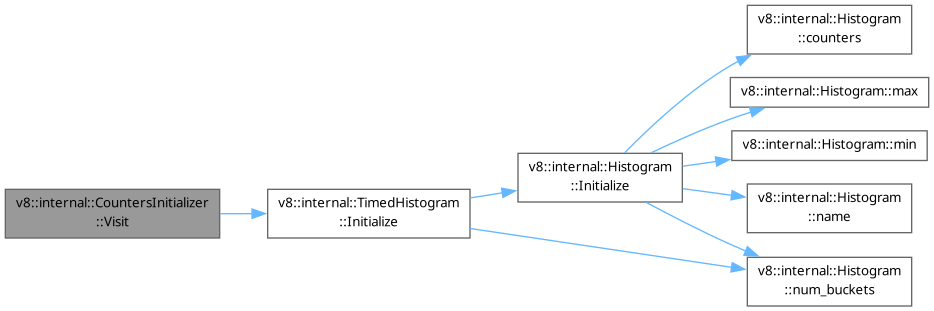 v8::internal::CountersInitializer
::Visit
v8::internal::TimedHistogram
::Initialize
v8::internal::Histogram
::Initialize
v8::internal::Histogram
::counters
v8::internal::Histogram::max
v8::internal::Histogram::min
v8::internal::Histogram
::name
v8::internal::Histogram
::num_buckets